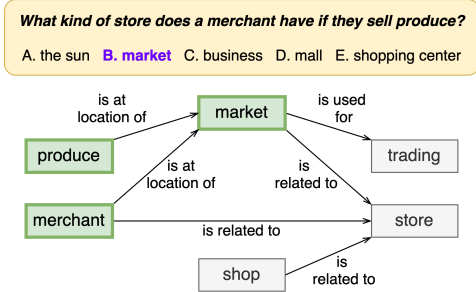 What kind of store does a merchant have if they sell produce?
A. the sun B. market C. business D. mall E. shopping center
is at
location of
market
is used
for
produce
is at
location of
is
related to
trading
merchant
is related to
store
shop
is
related to